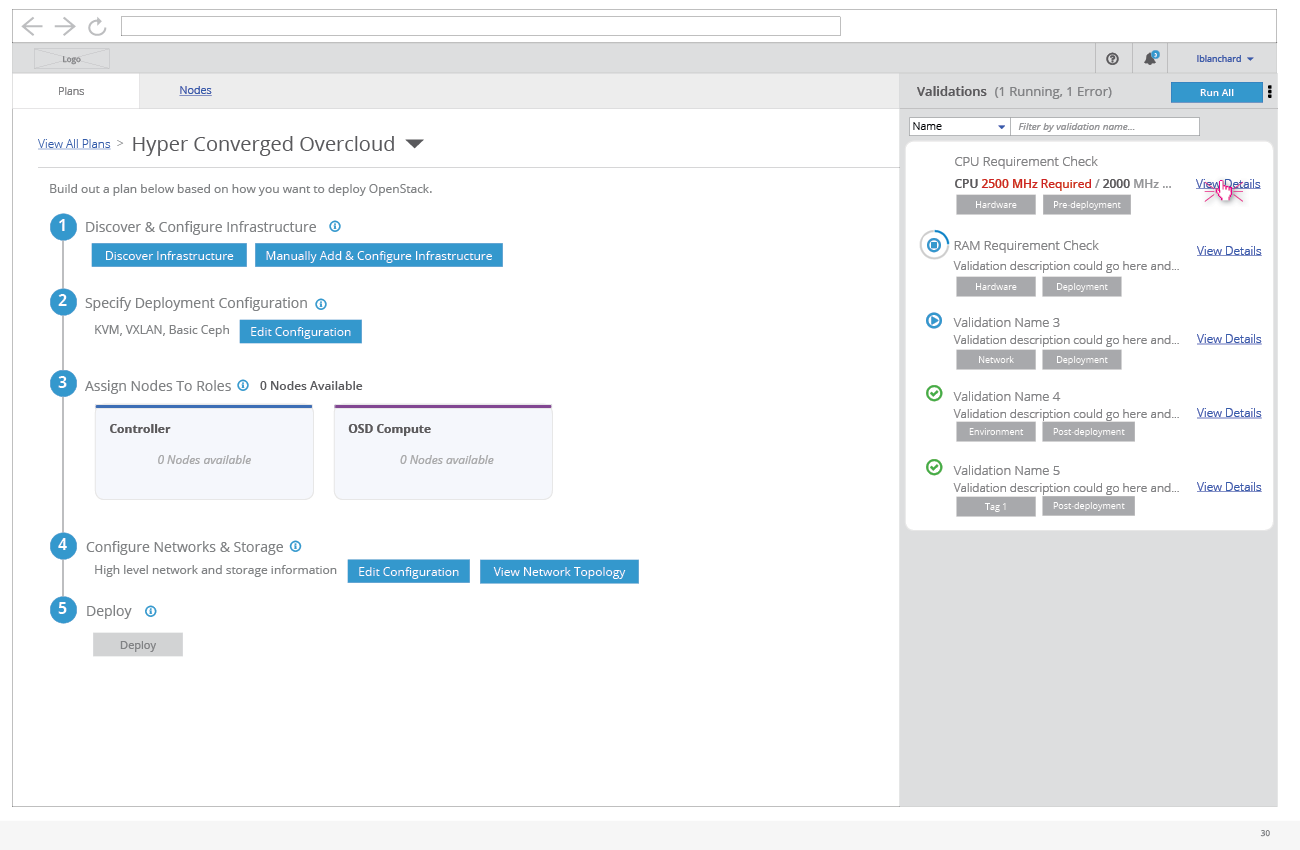 Logo
3
lblanchard
Plans
Nodes
Validations (1 Running, 1 Error)
Run All
View All Plans > Hyper Converged Overcloud
Name
Filter by validation name...
Build out a plan below based on how you want to deploy OpenStack.
1 Discover & Configure Infrastructure
Discover Infrastructure
Manually Add & Configure Infrastructure
2 Specify Deployment Configuration
KVM, VXLAN, Basic Ceph
Edit Configuration
3 Assign Nodes To Roles 0 Nodes Available
Controller
0 Nodes available
OSD Compute
0 Nodes available
4 Configure Networks & Storage
High level network and storage information
Edit Configuration
View Network Topology
5 Deploy
Deploy
CPU Requirement Check
CPU 2500 MHz Required / 2000 MHz ...
View Details
Hardware
Pre-deployment
RAM Requirement Check
View Details
Validation description could go here and...
Hardware
Deployment
Validation Name 3
Validation description could go here and...
View Details
Network
Deployment
Validation Name 4
Validation description could go here and...
View Details
Environment
Post-deployment
Validation Name 5
Validation description could go here and...
View Details
Tag 1
Post-deployment
30